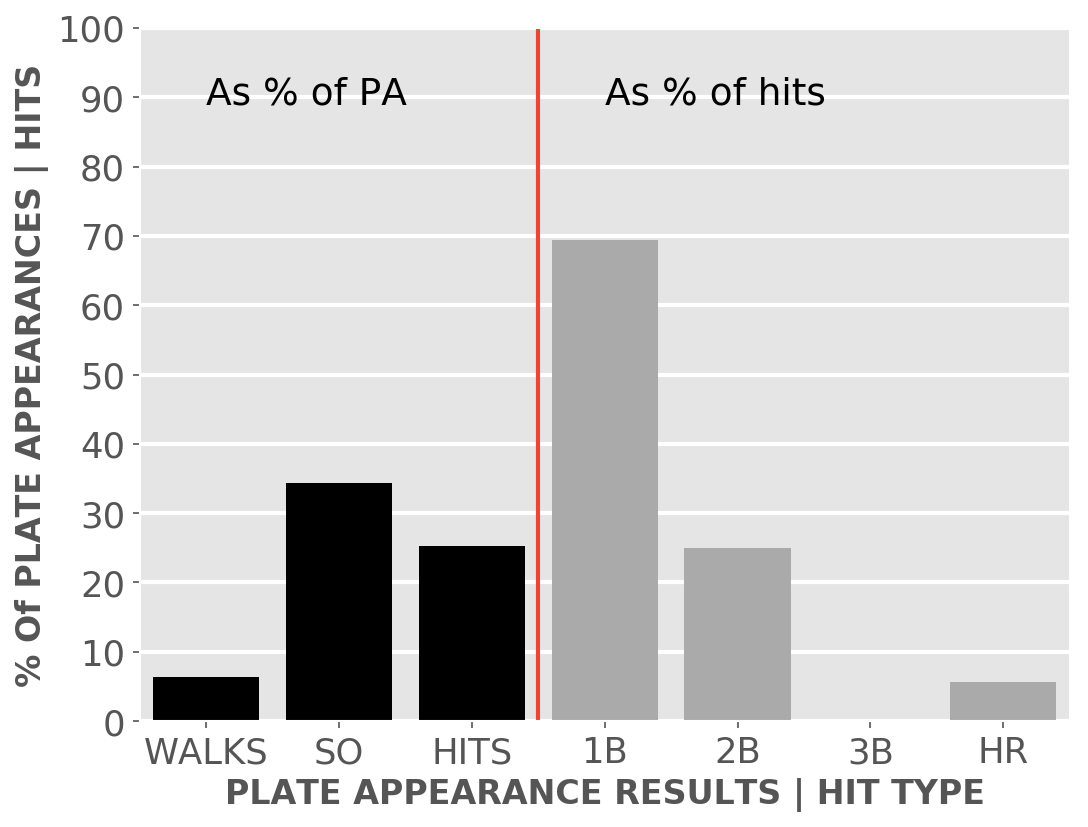 % Of PLATE APPEARANCES | HITS
100
90
80
70
60
50
40
30
20
10
0
As % of PA
As % of hits
WALKS SO HITS 1B 2B 3B HR
PLATE APPEARANCE RESULTS | HIT TYPE